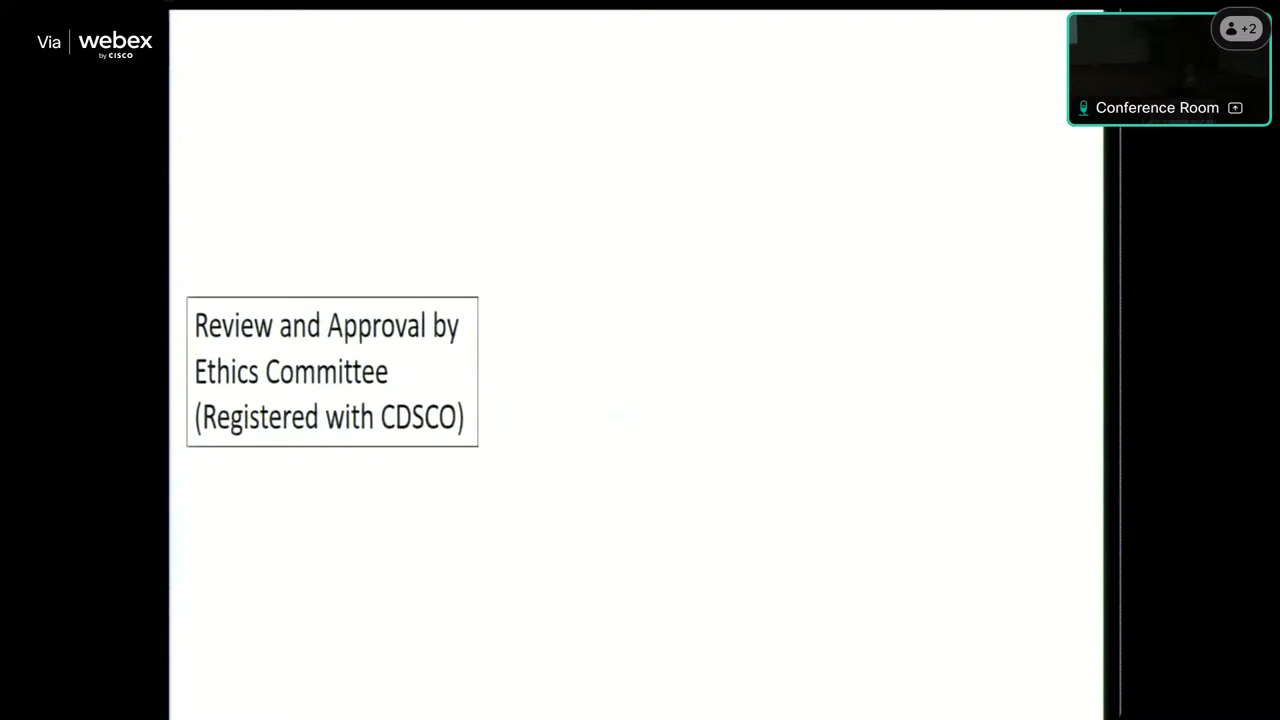 Via webex
by CISCO
+2
Conference Room
Review and Approval by
Ethics Committee
(Registered with CDSCO)